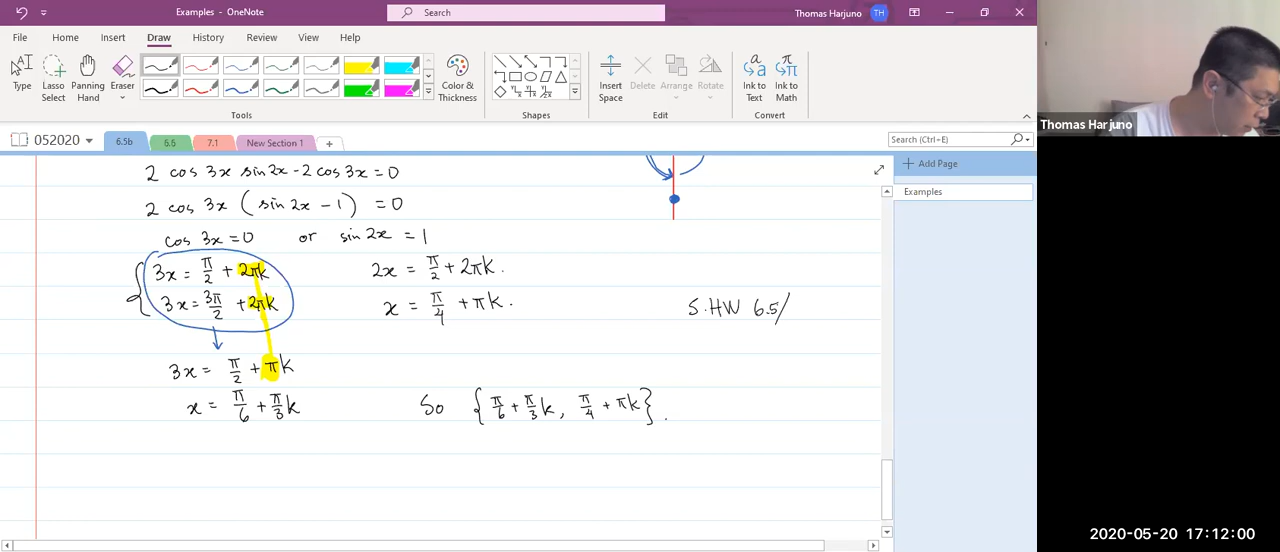 Examples - OneNote
Search
Thomas Harjuno TH
File Home Insert Draw History Review View Help
Type
Lasso Select
Panning Hand
Eraser
Color & Thickness
Insert Space
Delete
Arrange
Rotate
Ink to Text
Ink to Math
Tools
Shapes
Edit
Convert
052020
6.5b
6.6
7.1
New Section 1
Search (Ctrl+E)
Add Page
Examples
2 cos 3x sin2x - 2 cos 3x = 0
2 cos 3x (sin 2x - 1) = 0
cos 3x = 0 or sin 2x = 1
3x = π/2 + 2πk
2x = π/2 + 2πk.
3x = 3π/2 + 2πk
x = π/4 + πk.
S.HW 6.5/
3x = π/2 + πk
x = π/6 + π/3 k
So { π/6 + π/3 k, π/4 + πk }.
Thomas Harjuno
2020-05-20 17:12:00